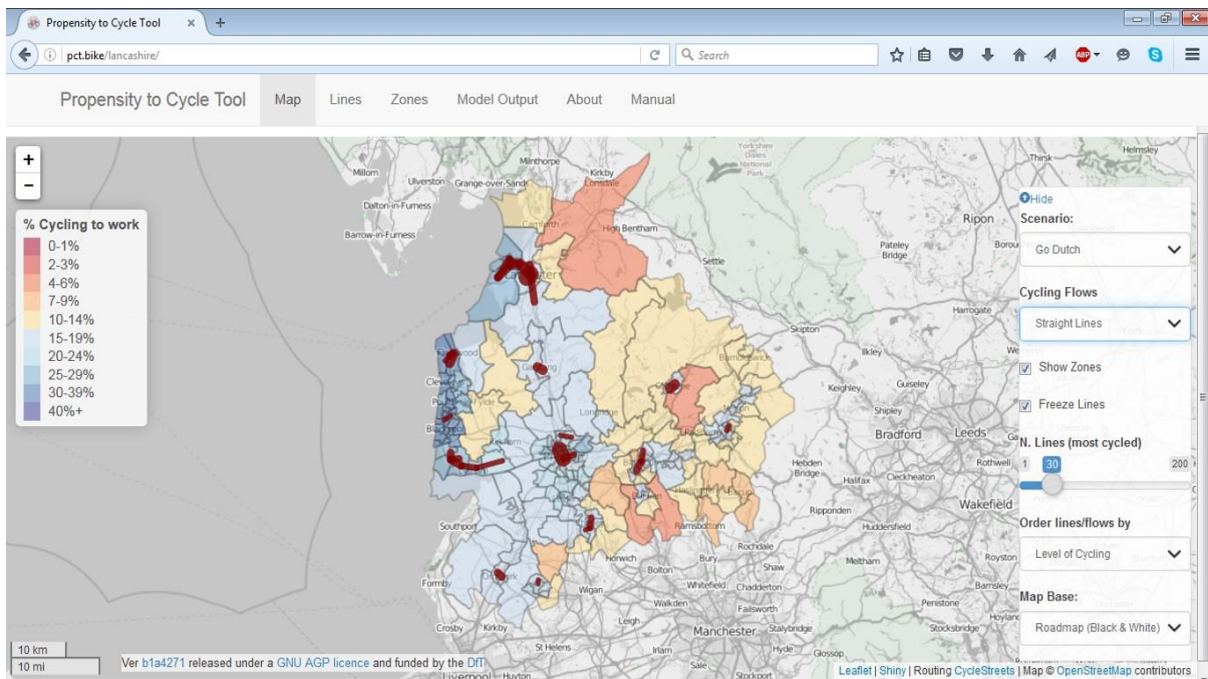 Propensity to Cycle Tool
pct.bike/lancashire/
Search
ABP
Propensity to Cycle Tool
Map
Lines
Zones
Model Output
About
Manual
+
−
% Cycling to work
0-1%
2-3%
4-6%
7-9%
10-14%
15-19%
20-24%
25-29%
30-39%
40%+
Millom
Ulverston
Grange-over-Sands
Milnthorpe
Kirkby
Lonsdale
Yorkshire
Dales
National
Park
Thirsk
Helmsley
Dalton-in-Furness
Barrow-in-Furness
High Bentham
Settle
Pateley
Bridge
Ripon
Harrogate
Skipton
Ilkley
Keighley
Guiseley
Shipley
Bradford
Leeds
Rothwell
Hebden
Bridge
Halifax
Cleckheaton
Wakefield
Ripponden
Huddersfield
Longridge
Southport
Ramsbottom
Rochdale
Meltham
Royston
Horwich
Bury
Shaw
Barnsley
Bolton
Formby
Wigan
Whitefield
Chadderton
Walkden
Failsworth
Penistone
Hoyland
Crosby
Kirkby
Leigh
Manchester
Stalybridge
Stocksbridge
St Helens
Irlam
Hyde
Glossop
Sale
Stockport
Liverpool
Huyton
Hide
Scenario:
Go Dutch
Cycling Flows
Straight Lines
Show Zones
Freeze Lines
N. Lines (most cycled)
1
30
200
Order lines/flows by
Level of Cycling
Map Base:
Roadmap (Black & White)
10 km
10 mi
Ver b1a4271 released under a GNU AGP licence and funded by the DfT
Leaflet | Shiny | Routing CycleStreets | Map © OpenStreetMap contributors